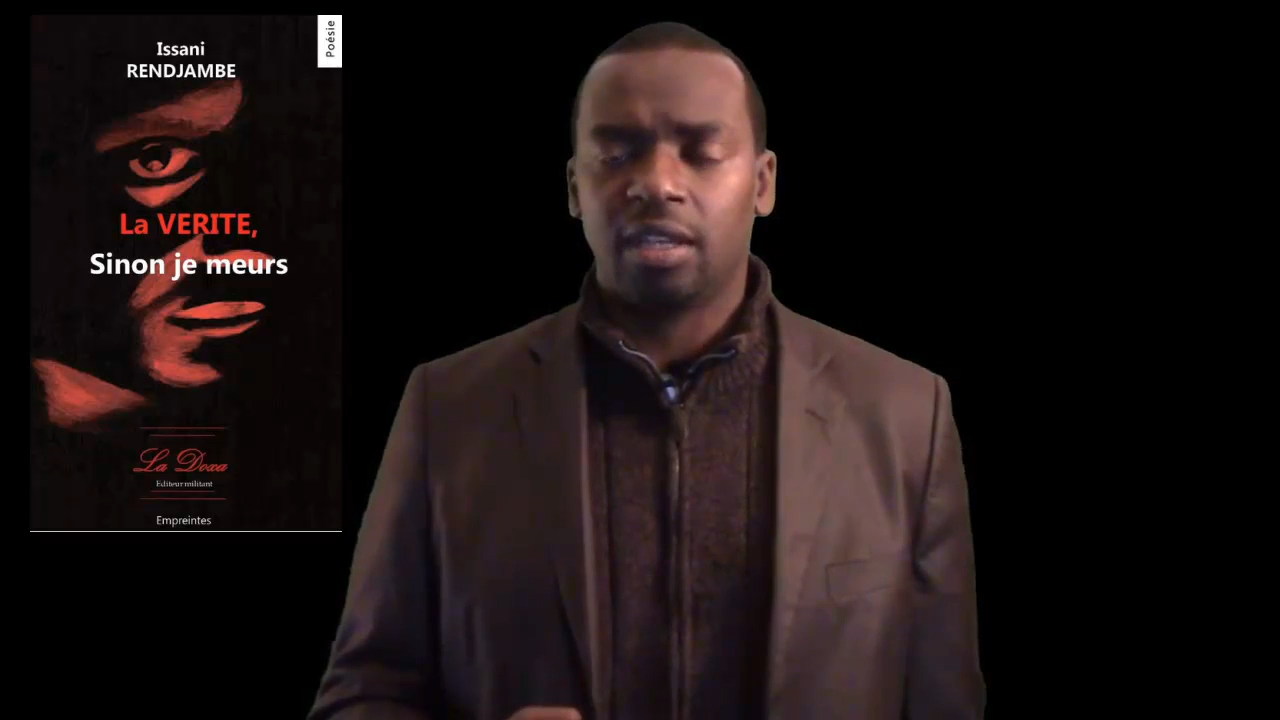 Poésie
Issani
RENDJAMBE
La VERITE,
Sinon je meurs
La Doxa
Editeur militant
Empreintes